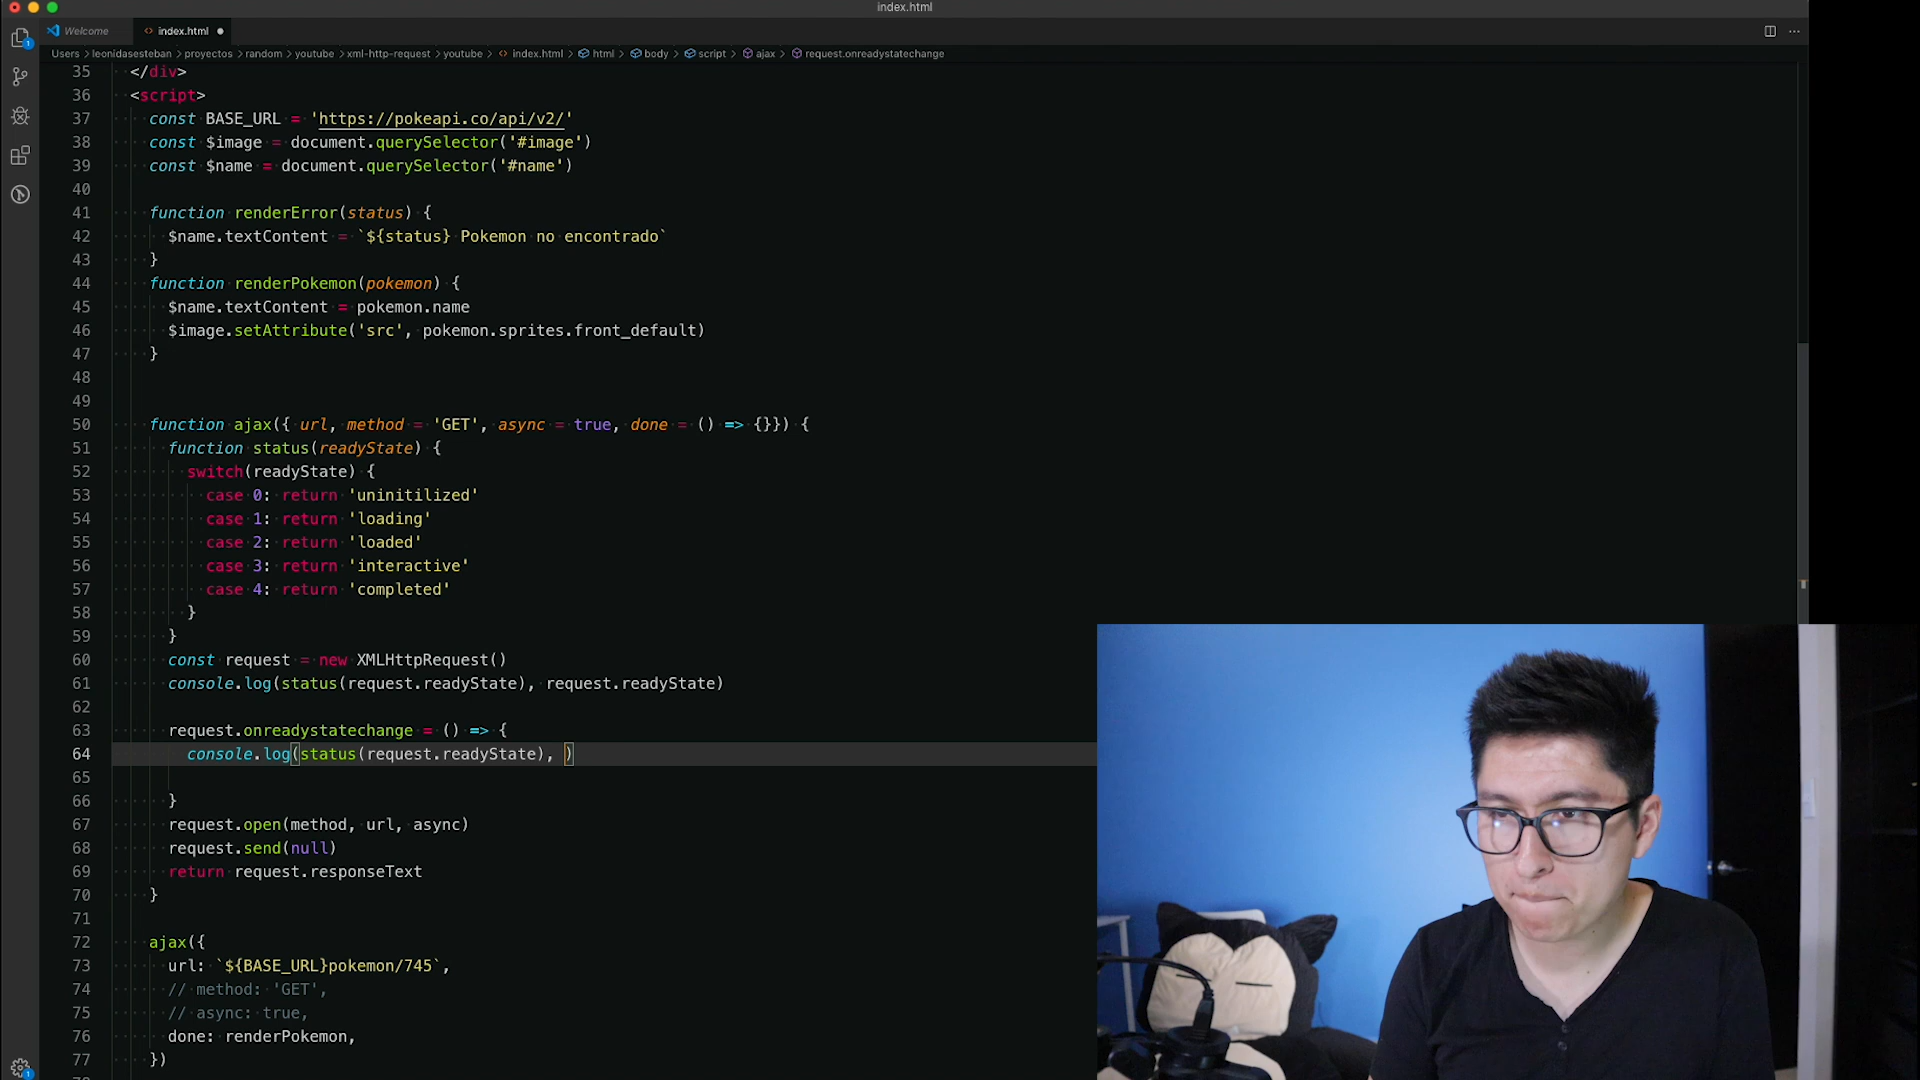 index.html
Welcome
index.html
Users > leonidasesteban > proyectos > random > youtube > xml-http-request > youtube > index.html > html > body > script > ajax > request.onreadystatechange
35 </div>
36 <script>
37 const BASE_URL = 'https://pokeapi.co/api/v2/'
38 const $image = document.querySelector('#image')
39 const $name = document.querySelector('#name')
40
41 function renderError(status) {
42 $name.textContent = `${status} Pokemon no encontrado`
43 }
44 function renderPokemon(pokemon) {
45 $name.textContent = pokemon.name
46 $image.setAttribute('src', pokemon.sprites.front_default)
47 }
48
49
50 function ajax({ url, method = 'GET', async = true, done = () => {}}) {
51 function status(readyState) {
52 switch(readyState) {
53 case 0: return 'uninitilized'
54 case 1: return 'loading'
55 case 2: return 'loaded'
56 case 3: return 'interactive'
57 case 4: return 'completed'
58 }
59 }
60 const request = new XMLHttpRequest()
61 console.log(status(request.readyState), request.readyState)
62
63 request.onreadystatechange = () => {
64 console.log(status(request.readyState), )
65
66 }
67 request.open(method, url, async)
68 request.send(null)
69 return request.responseText
70 }
71
72 ajax({
73 url: `${BASE_URL}pokemon/745`,
74 // method: 'GET',
75 // async: true,
76 done: renderPokemon,
77 })
1
1